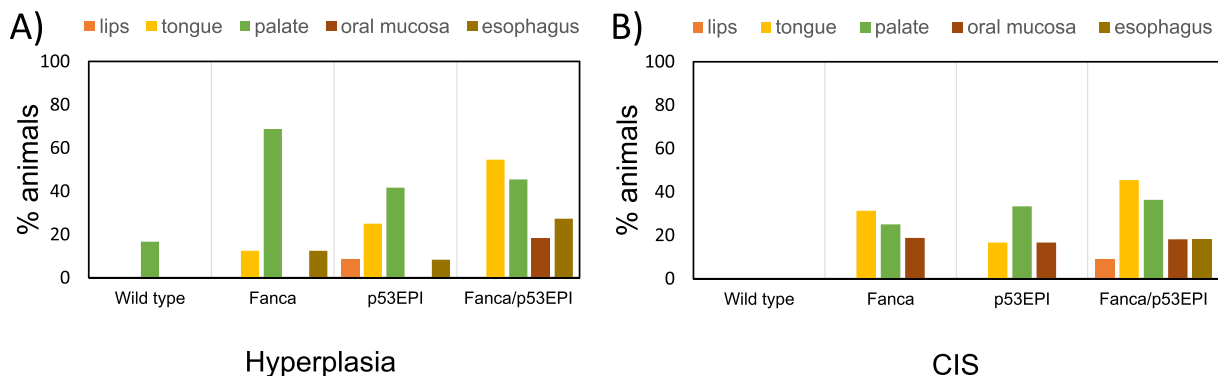 A)
lips tongue palate oral mucosa esophagus
% animals
100
80
60
40
20
0
Wild type Fanca p53EPI Fanca/p53EPI
Hyperplasia
B)
lips tongue palate oral mucosa esophagus
% animals
100
80
60
40
20
0
Wild type Fanca p53EPI Fanca/p53EPI
CIS